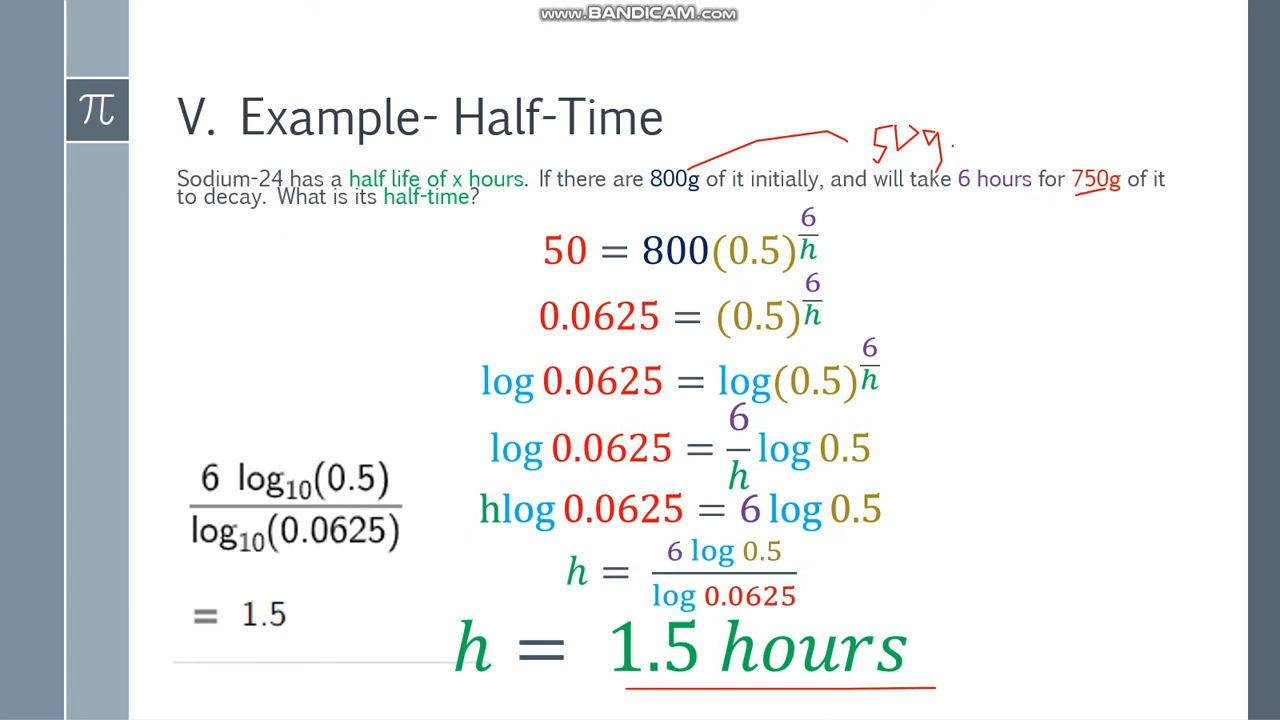 www.BANDICAM.com
π
V. Example- Half-Time
50g.
Sodium-24 has a half life of x hours. If there are 800g of it initially, and will take 6 hours for 750g of it
to decay. What is its half-time?
50 = 800(0.5)^{6/h}
0.0625 = (0.5)^{6/h}
log 0.0625 = log(0.5)^{6/h}
log 0.0625 = 6/h log 0.5
hlog 0.0625 = 6 log 0.5
h = 6 log 0.5 / log 0.0625
h = 1.5 hours
6 log₁₀(0.5) / log₁₀(0.0625)
= 1.5